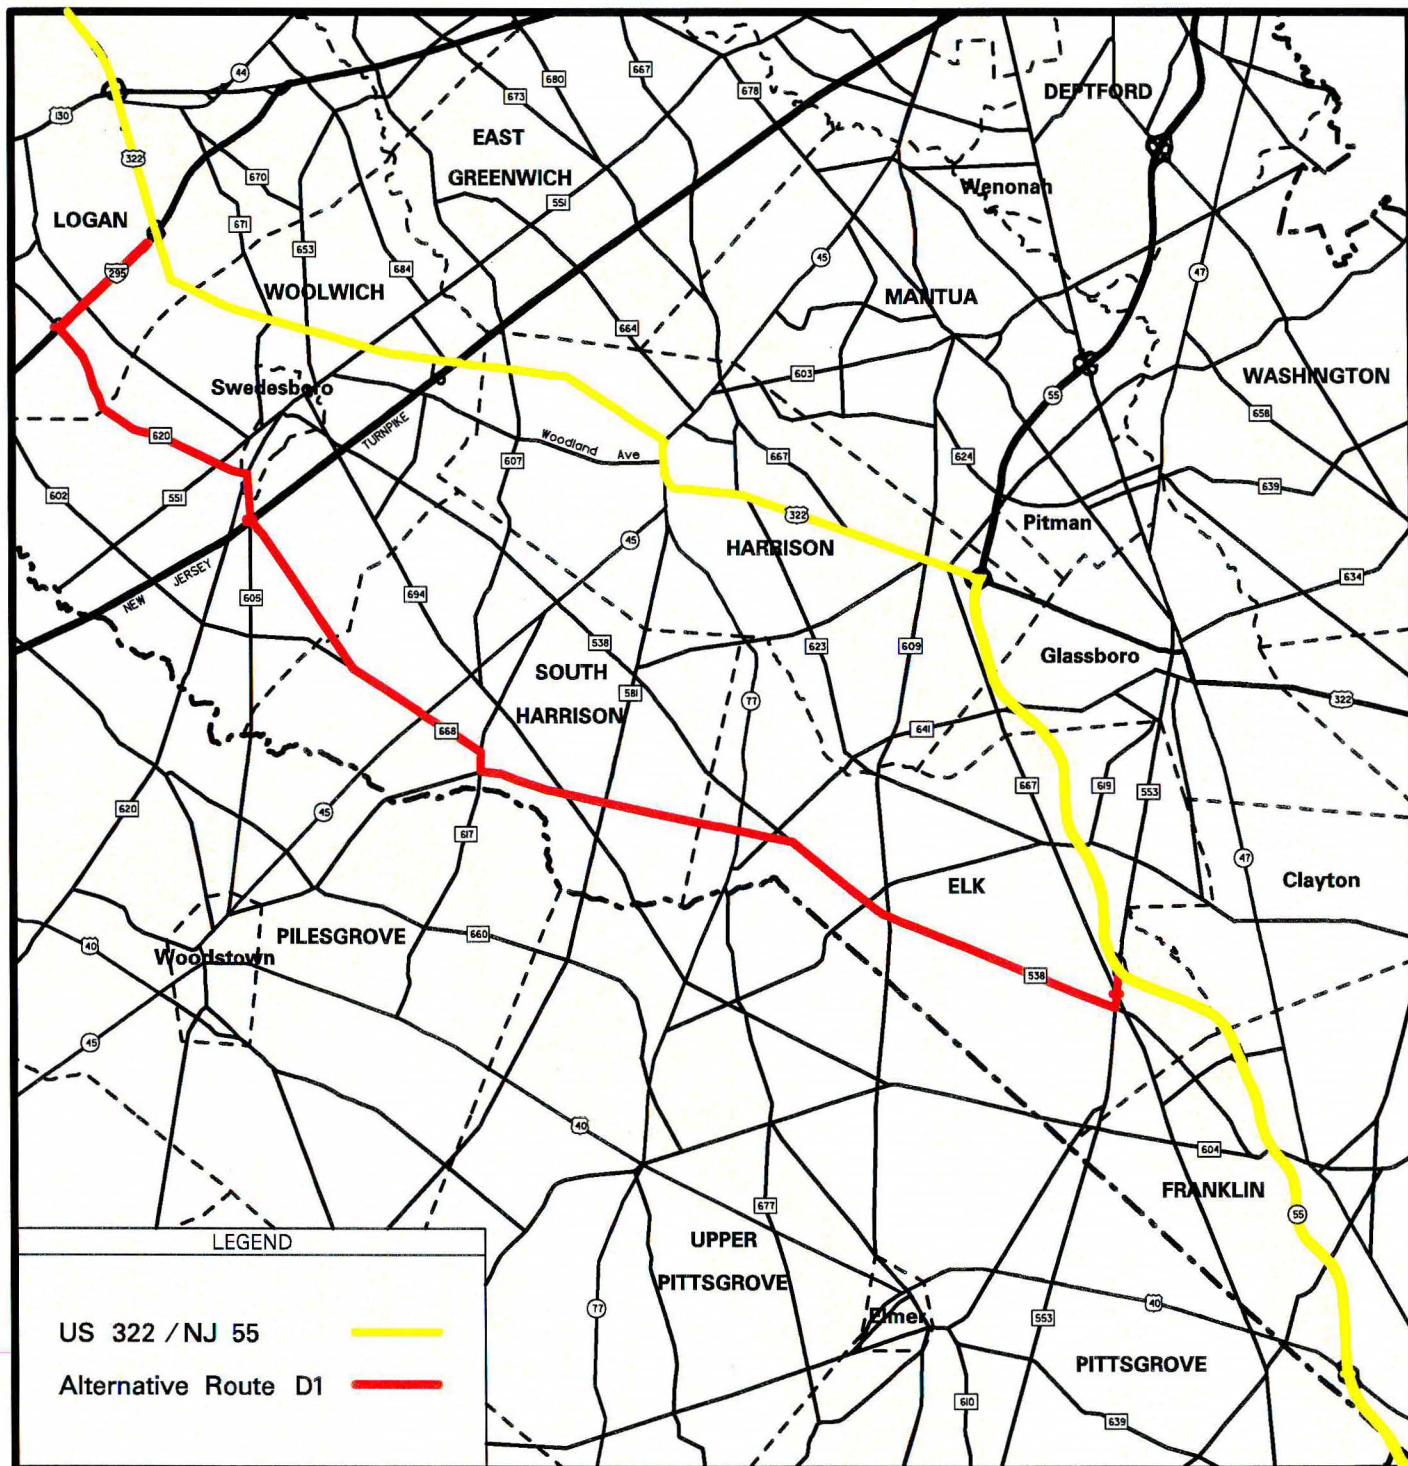 44
680
667
678
DEPTFORD
673
130
EAST
322
GREENWICH
Wenonah
670
551
LOGAN
671
653
45
47
295
684
WOOLWICH
MANTUA
664
603
WASHINGTON
Swedesboro
55
658
TURNPIKE
620
Woodland Ave
607
667
624
602
551
639
322
Pitman
45
HARRISON
JERSEY
NEW
634
605
694
538
623
609
Glassboro
SOUTH
581
77
322
HARRISON
668
641
667
619
553
620
45
617
47
ELK
Clayton
PILESGROVE
660
40
Woodstown
538
45
40
604
FRANKLIN
677
55
LEGEND
UPPER
PITTSGROVE
40
77
Elmer
553
US 322 / NJ 55
PITTSGROVE
Alternative Route D1
610
639